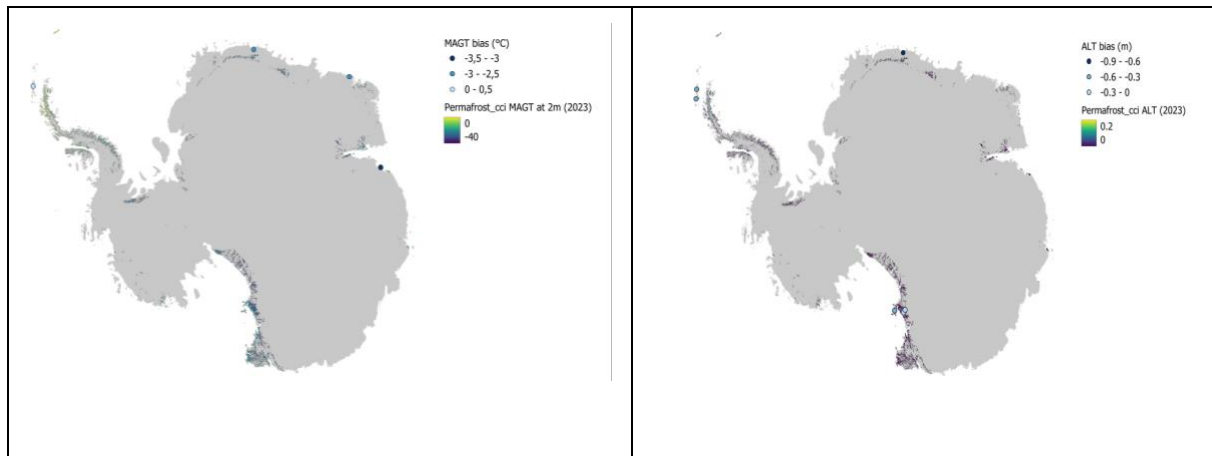 MAGT bias (°C)
-3,5 - -3
-3 - -2,5
0 - 0,5
Permafrost_cci MAGT at 2m (2023)
0
-40
ALT bias (m)
-0.9 - -0.6
-0.6 - -0.3
-0.3 - 0
Permafrost_cci ALT (2023)
0.2
0